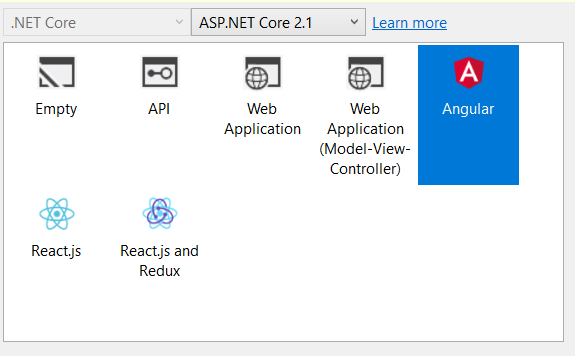 .NET Core
ASP.NET Core 2.1
Learn more
Empty
API
Web
Application
Web
Application
(Model-View-
Controller)
Angular
React.js
React.js and
Redux